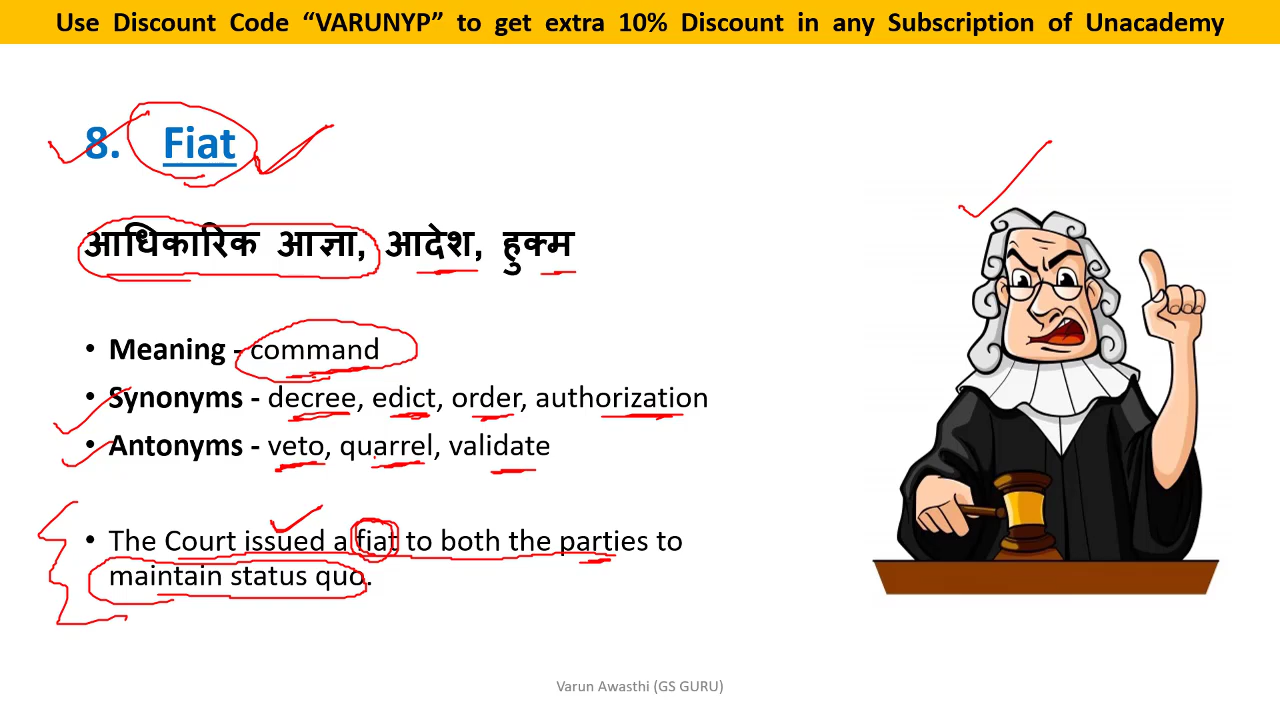 Use Discount Code “VARUNYP” to get extra 10% Discount in any Subscription of Unacademy
8. Fiat
आधिकारिक आज्ञा, आदेश, हुक्म
• Meaning - command
• Synonyms - decree, edict, order, authorization
• Antonyms - veto, quarrel, validate
• The Court issued a fiat to both the parties to
maintain status quo.
Varun Awasthi (GS GURU)